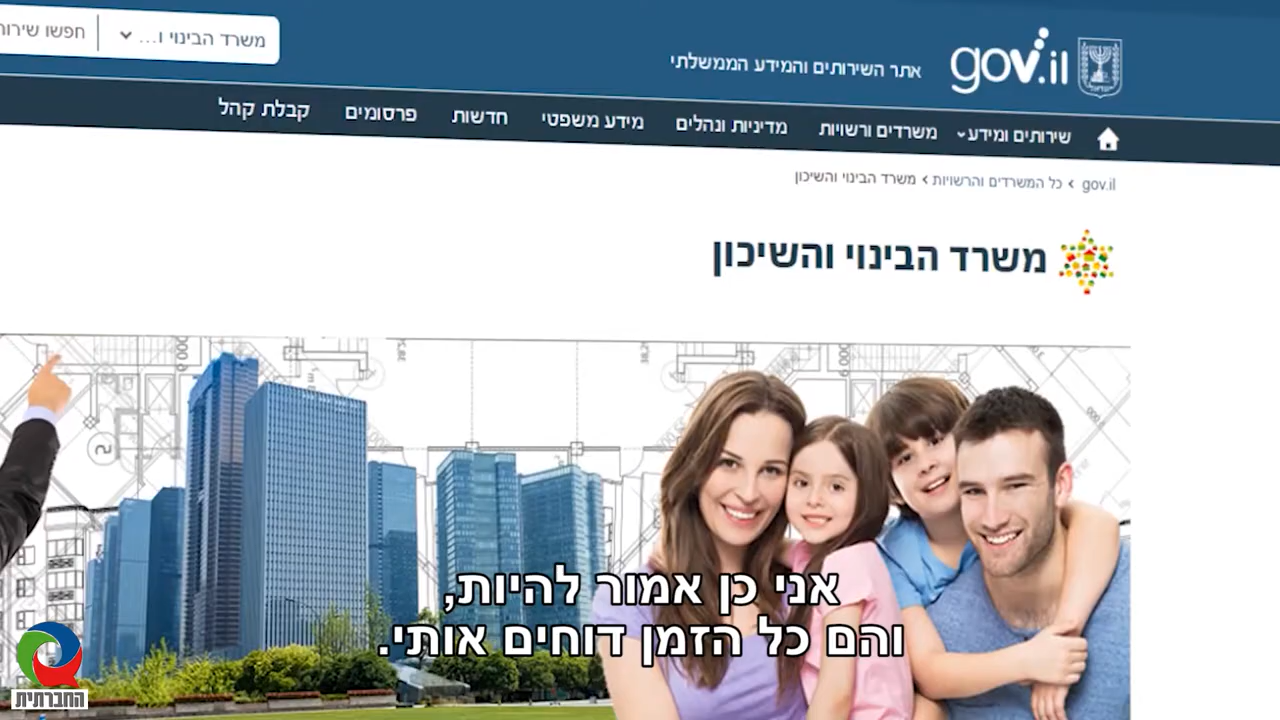 gov.il
אתר השירותים והמידע הממשלתי
משרד הבינוי ו...
חפשו שירות
שירותים ומידע
משרדים ורשויות
מדיניות ונהלים
מידע משפטי
חדשות
פרסומים
קבלת קהל
gov.il › כל המשרדים והרשויות › משרד הבינוי והשיכון
משרד הבינוי והשיכון
אני כן אמור להיות,
והם כל הזמן דוחים אותי.
החברתית